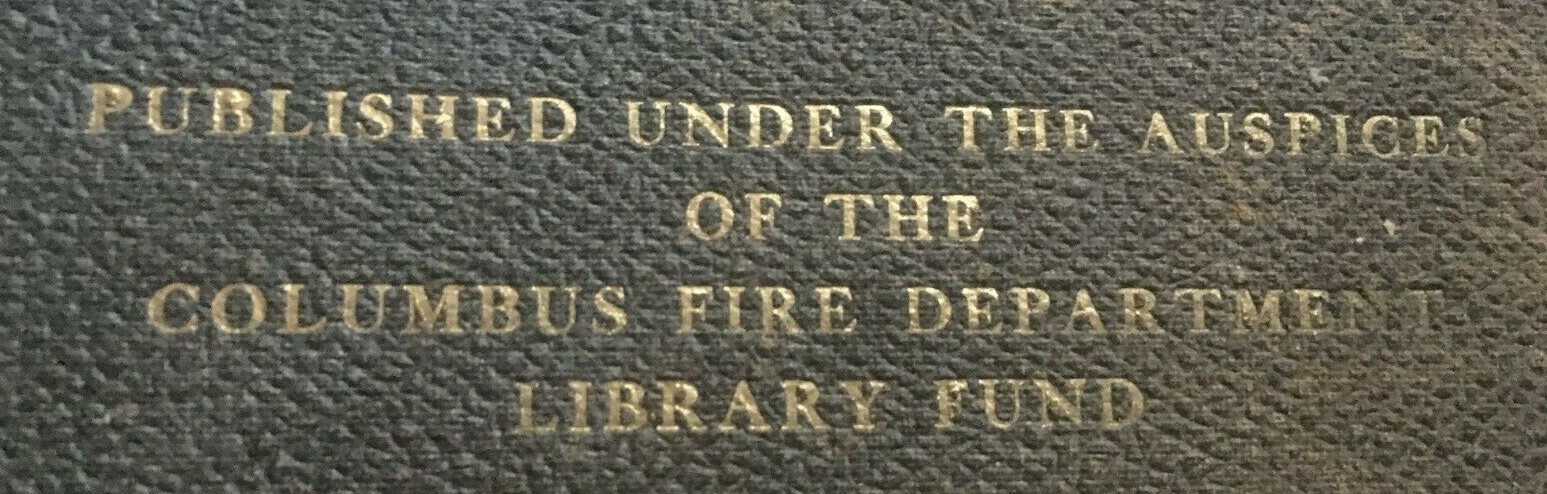 PUBLISHED UNDER THE AUSPICES
OF THE
COLUMBUS FIRE DEPARTMENT
LIBRARY FUND